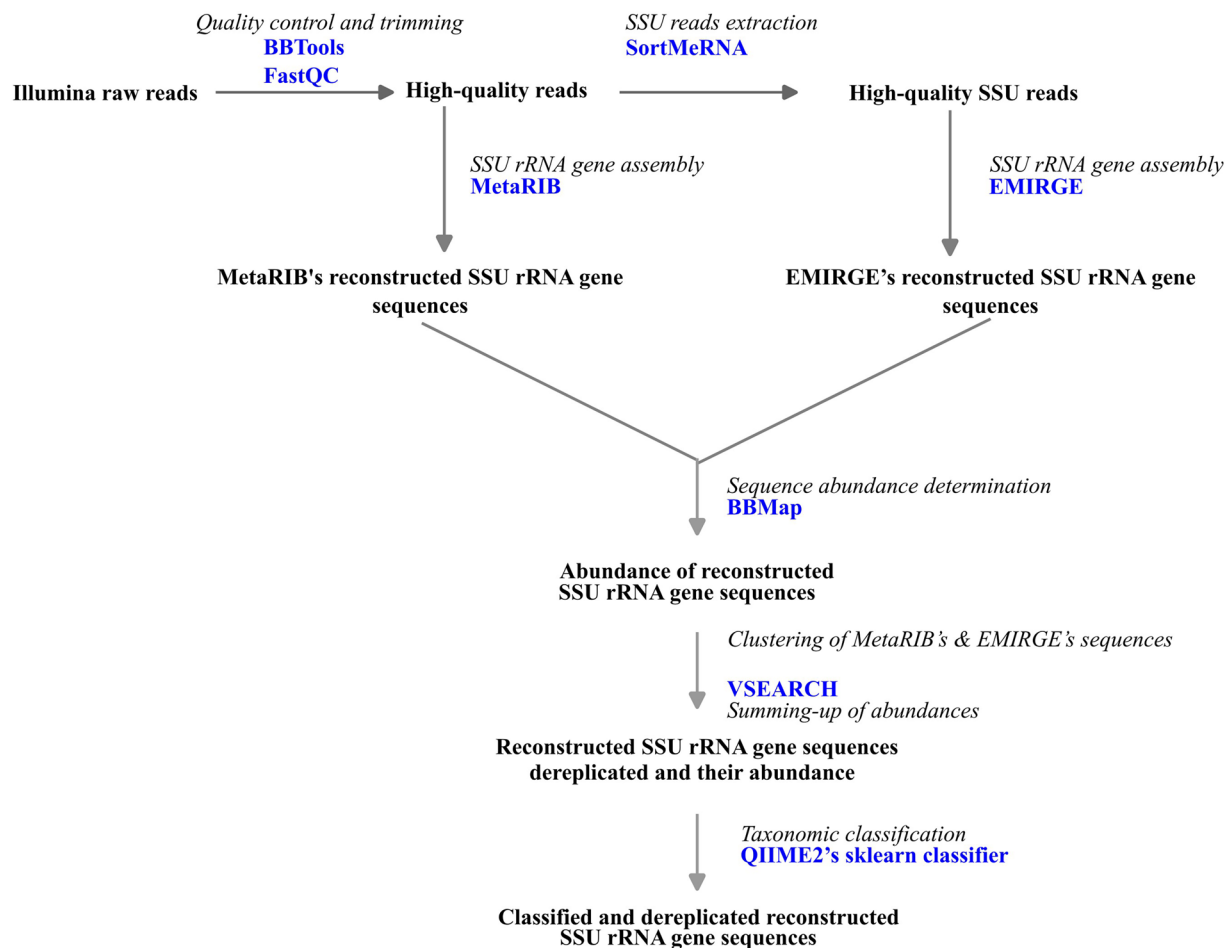 Quality control and trimming
BBTools
FastQC
SSU reads extraction
SortMeRNA
Illumina raw reads
High-quality reads
High-quality SSU reads
SSU rRNA gene assembly
MetaRIB
SSU rRNA gene assembly
EMIRGE
MetaRIB's reconstructed SSU rRNA gene
sequences
EMIRGE’s reconstructed SSU rRNA gene
sequences
Sequence abundance determination
BBMap
Abundance of reconstructed
SSU rRNA gene sequences
Clustering of MetaRIB’s & EMIRGE’s sequences
VSEARCH
Summing-up of abundances
Reconstructed SSU rRNA gene sequences
dereplicated and their abundance
Taxonomic classification
QIIME2’s sklearn classifier
Classified and dereplicated reconstructed
SSU rRNA gene sequences